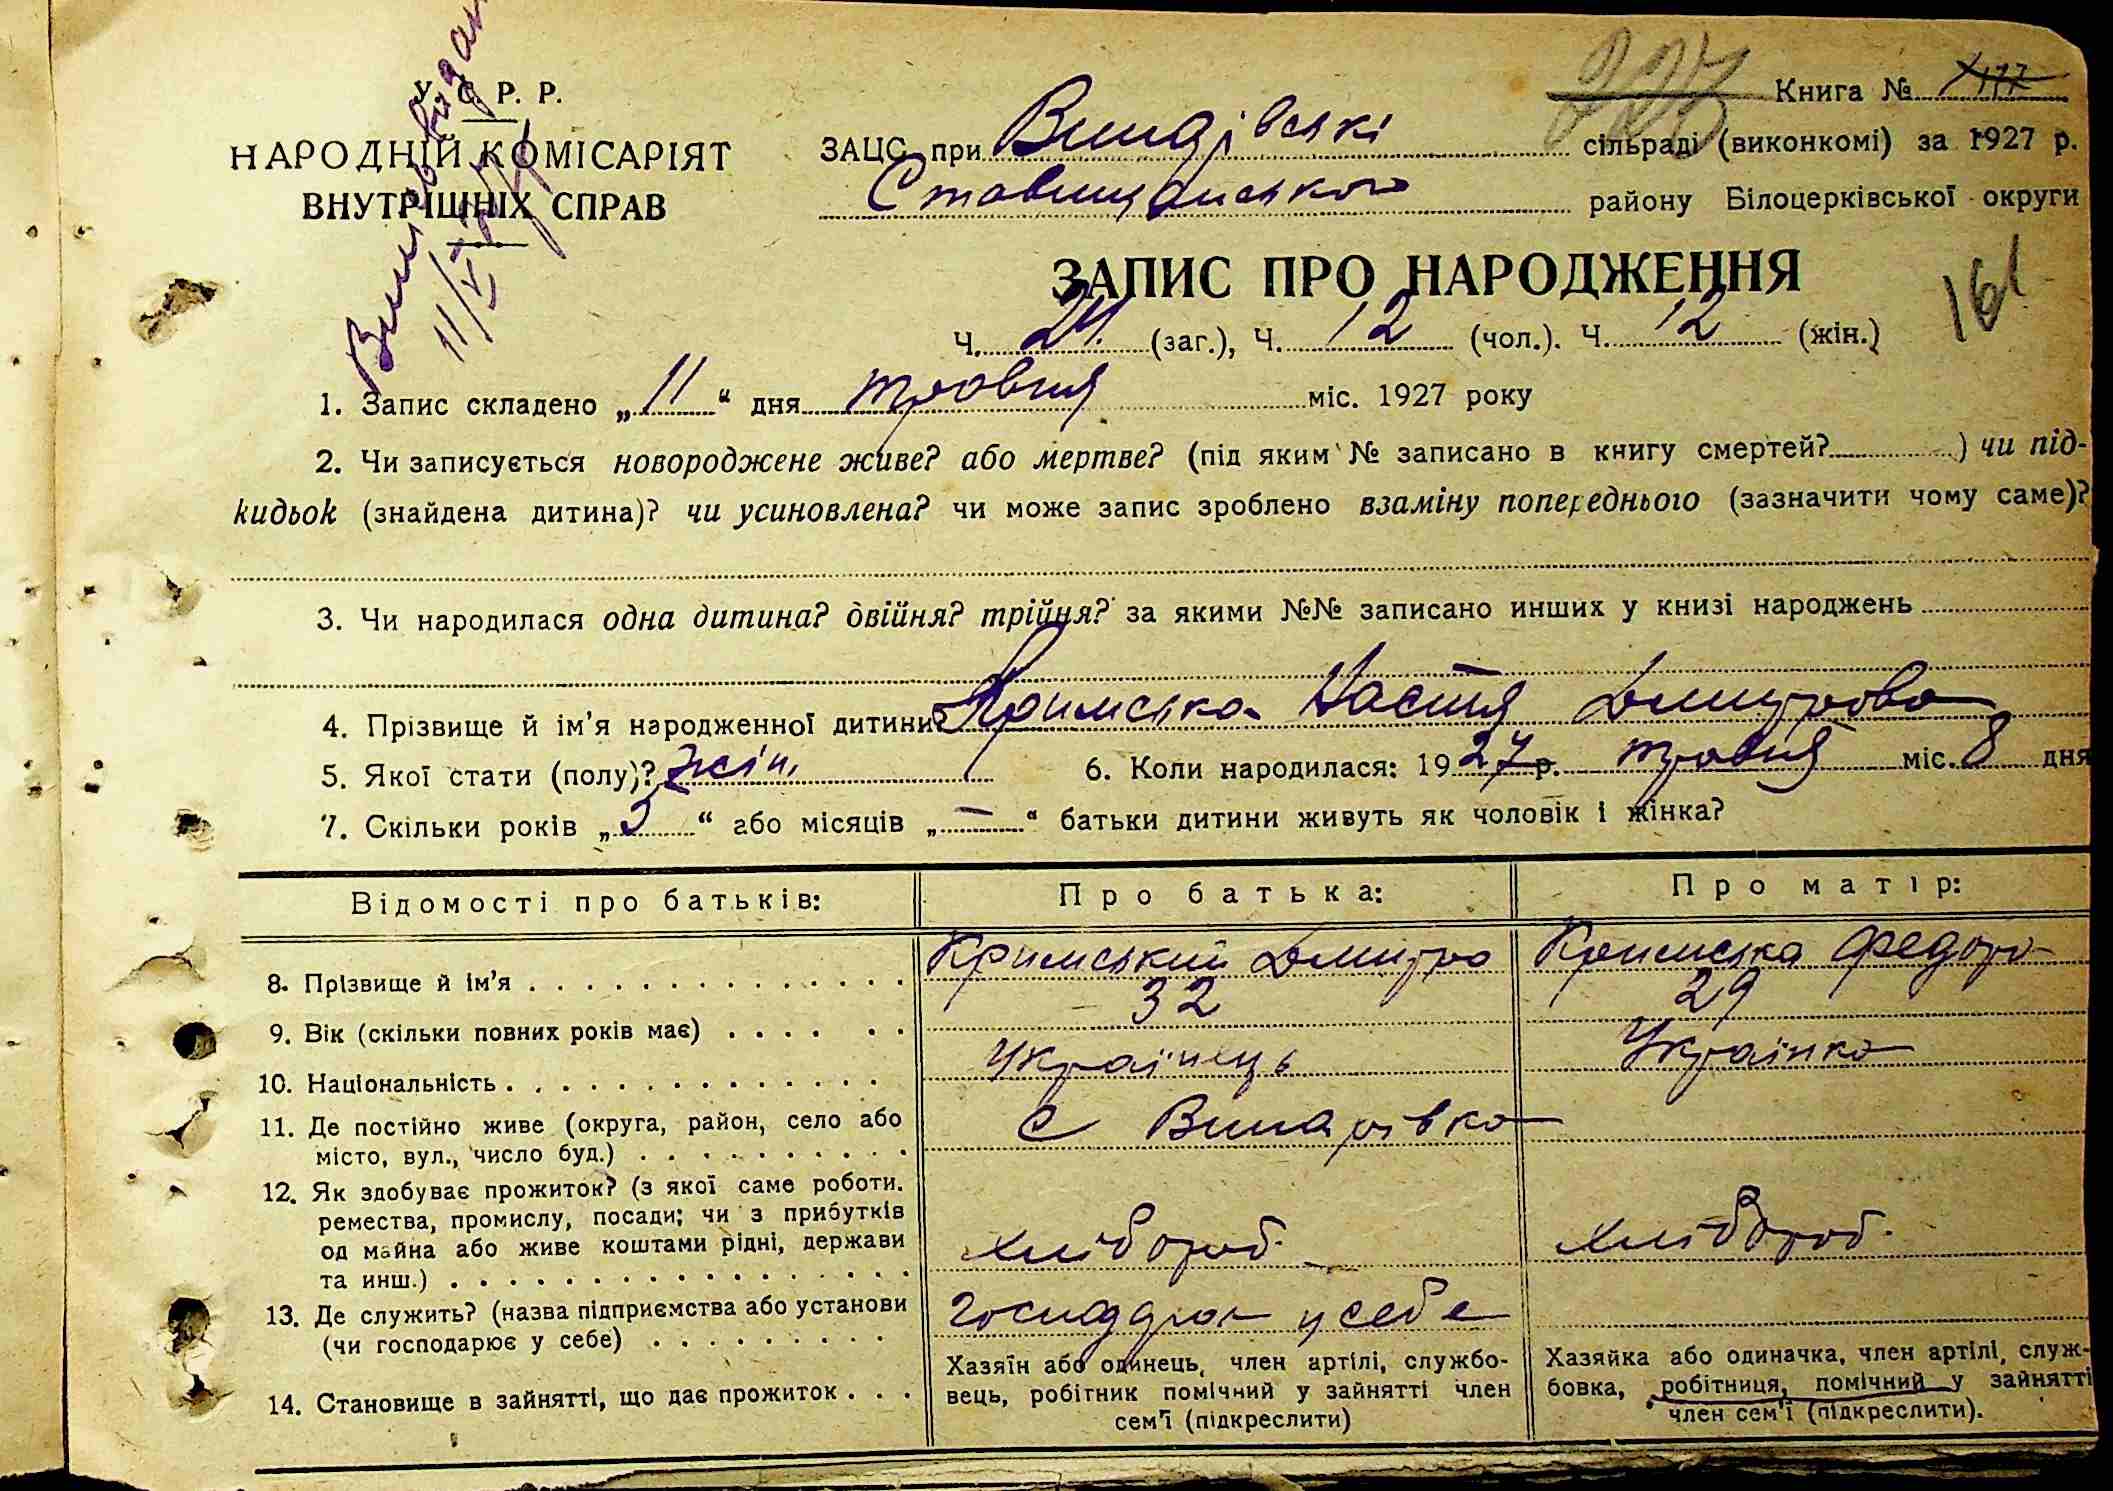 У. С. Р. Р.
НАРОДНІЙ КОМІСАРІЯТ
ВНУТРІШНІХ СПРАВ
11/V
Книга №
ЗАЦС при Винарівські сільраді (виконкомі) за 1927 р.
Ставищанського району Білоцерківської округи
ЗАПИС ПРО НАРОДЖЕННЯ
161
Ч. 24 (заг.), Ч. 12 (чол.). Ч. 12 (жін.)
1. Запис складено „11“ дня травня міс. 1927 року
2. Чи записується новороджене живе? або мертве? (під яким № записано в книгу смертей? ) чи під-
кидьок (знайдена дитина)? чи усиновлена? чи може запис зроблено взаміну попереднього (зазначити чому саме)?
3. Чи народилася одна дитина? двійня? трійня? за якими №№ записано инших у книзі народжень
4. Прізвище й ім’я народженної дитини? Кримська Настя Дмитрова
5. Якої стати (полу)? жін. 6. Коли народилася: 1927 р. травня міс. 8 дня
7. Скільки років „5“ або місяців „—“ батьки дитини живуть як чоловік і жінка?
Відомості про батьків: Про батька: Про матір:
8. Прізвище й ім’я Кримський Дмитро Кримська Федора
9. Вік (скільки повних років має) 32 29
10. Національність Українець Українка
11. Де постійно живе (округа, район, село або
місто, вул., число буд.) с Винарівка
12. Як здобуває прожиток? (з якої саме роботи.
ремества, промислу, посади; чи з прибутків
од майна або живе коштами рідні, держави
та инш.) хлібороб. хлібороб.
13. Де служить? (назва підприємства або установи
(чи господарює у себе) господарює у себе
14. Становище в зайнятті, що дає прожиток
Хазяїн або одинець, член артілі, службо-
вець, робітник помічний у зайнятті член
сем’ї (підкреслити)
Хазяйка або одиначка, член артілі, служ-
бовка, робітниця, помічний у зайнятті
член сем’ї (підкреслити).